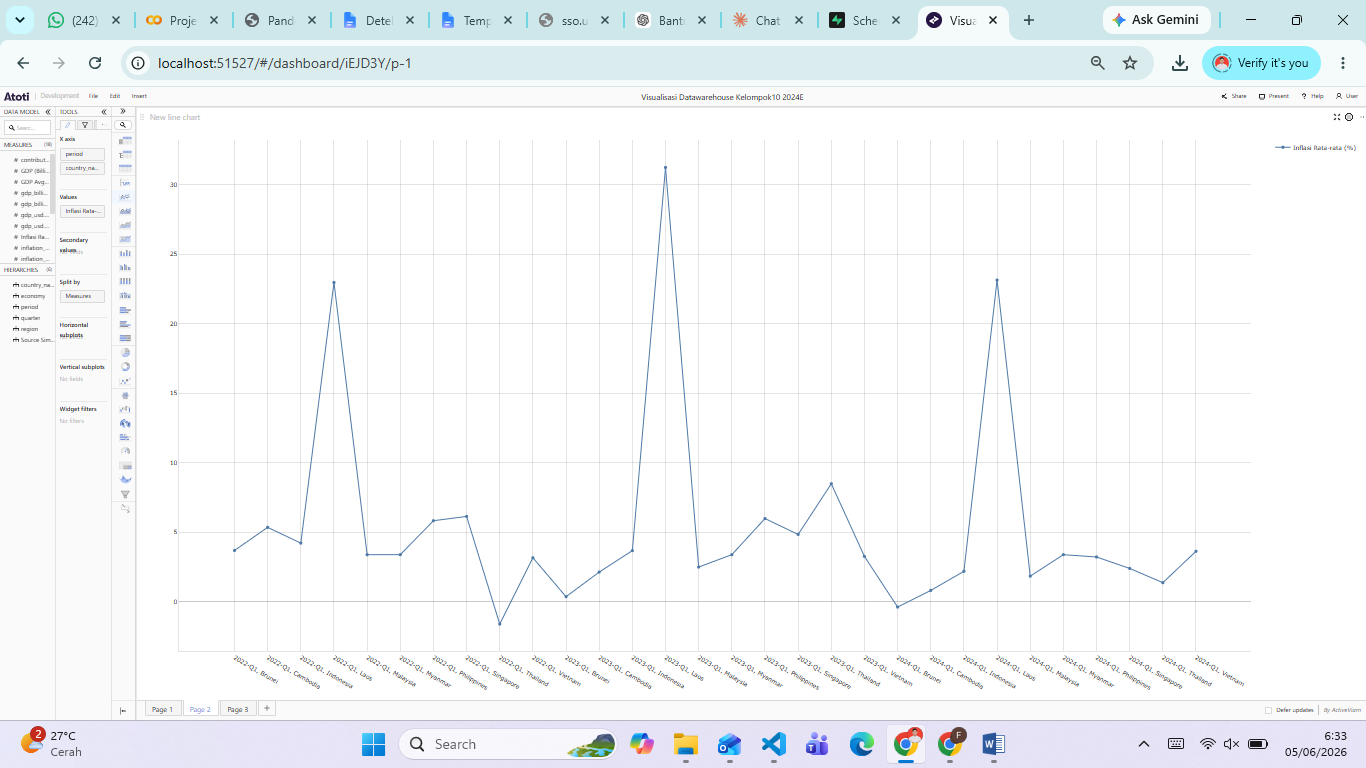 (242)
Proje
Pand
Detel
Temp
sso.u
Bant
Chat
Sche
Visua
Ask Gemini
localhost:51527/#/dashboard/iEJD3Y/p-1
Verify it's you
Atoti
Development
File
Edit
Insert
Visualisasi Datawarehouse Kelompok10 2024E
Share
Present
Help
User
DATA MODEL
Searc...
MEASURES (18)
contribut...
GDP (Billi...
GDP Avg...
gdp_billi...
gdp_billi...
gdp_usd...
gdp_usd...
Inflasi Ra...
inflation_...
inflation_...
HIERARCHIES (6)
country_na...
economy
period
quarter
region
Source Sim...
TOOLS
X axis
period
country_na...
Values
Inflasi Rata-...
Secondary values
No fields
Split by
Measures
Horizontal subplots
Vertical subplots
No fields
Widget filters
No filters
New line chart
Inflasi Rata-rata (%)
30
25
20
15
10
5
0
2022-Q1, Brunei
2022-Q1, Cambodia
2022-Q1, Indonesia
2022-Q1, Laos
2022-Q1, Malaysia
2022-Q1, Myanmar
2022-Q1, Philippines
2022-Q1, Singapore
2022-Q1, Thailand
2022-Q1, Vietnam
2023-Q1, Brunei
2023-Q1, Cambodia
2023-Q1, Indonesia
2023-Q1, Laos
2023-Q1, Malaysia
2023-Q1, Myanmar
2023-Q1, Philippines
2023-Q1, Singapore
2023-Q1, Thailand
2023-Q1, Vietnam
2024-Q1, Brunei
2024-Q1, Cambodia
2024-Q1, Indonesia
2024-Q1, Laos
2024-Q1, Malaysia
2024-Q1, Myanmar
2024-Q1, Philippines
2024-Q1, Singapore
2024-Q1, Thailand
2024-Q1, Vietnam
Page 1
Page 2
Page 3
Defer updates
By ActiveViam
2
27°C
Cerah
Search
F
6:33
05/06/2026